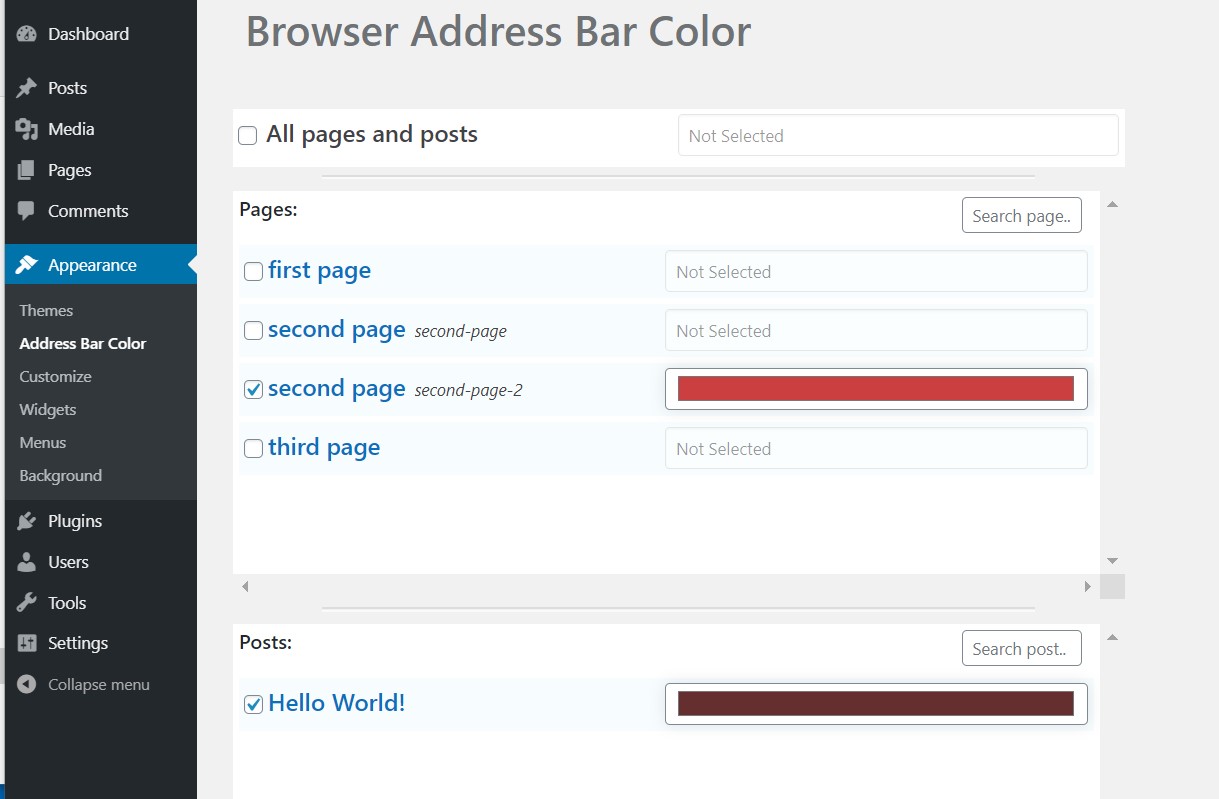 Dashboard
Posts
Media
Pages
Comments
Appearance
Themes
Address Bar Color
Customize
Widgets
Menus
Background
Plugins
Users
Tools
Settings
Collapse menu
Browser Address Bar Color
All pages and posts Not Selected
Pages: Search page..
first page Not Selected
second page second-page Not Selected
second page second-page-2
third page Not Selected
Posts: Search post..
Hello World!